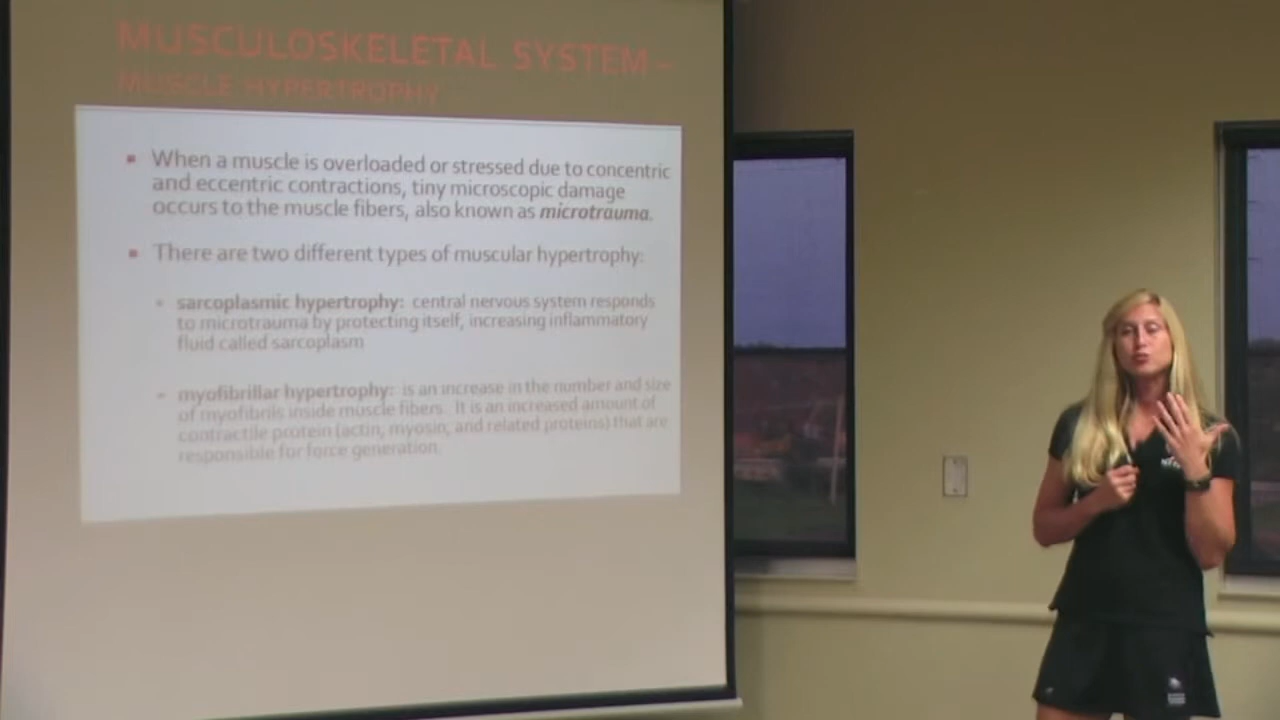 MUSCULOSKELETAL SYSTEM -
MUSCLE HYPERTROPHY
When a muscle is overloaded or stressed due to concentric
and eccentric contractions, tiny microscopic damage
occurs to the muscle fibers, also known as microtrauma.
There are two different types of muscular hypertrophy:
sarcoplasmic hypertrophy: central nervous system responds
to microtrauma by protecting itself, increasing inflammatory
fluid called sarcoplasm
myofibrillar hypertrophy: is an increase in the number and size
of myofibrils inside muscle fibers. It is an increased amount of
contractile protein (actin, myosin, and related proteins) that are
responsible for force generation.